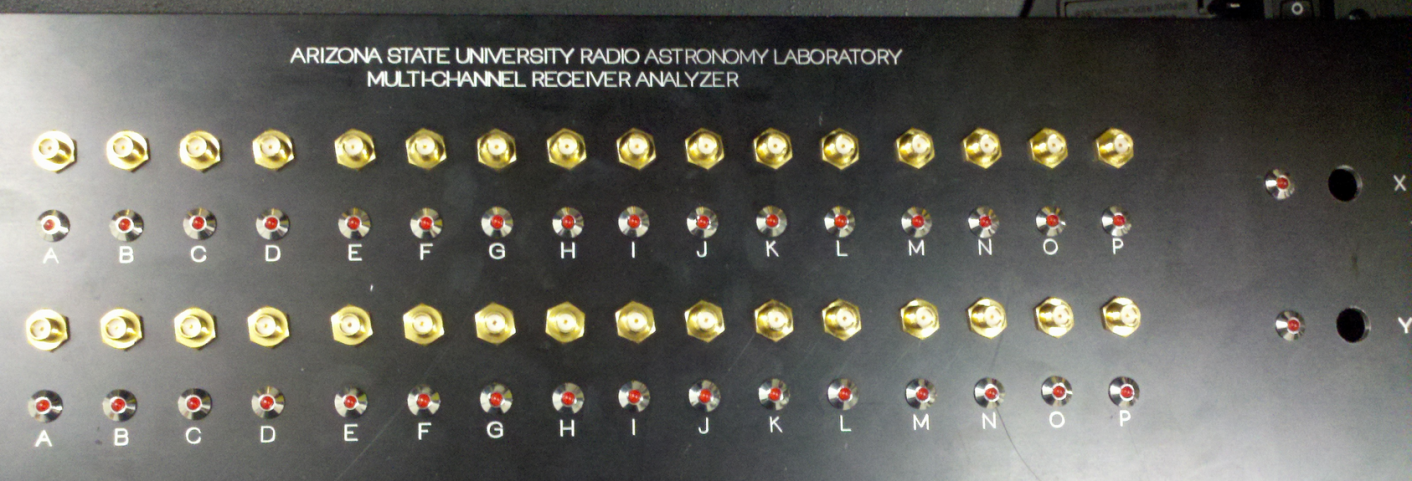 ARIZONA STATE UNIVERSITY RADIO ASTRONOMY LABORATORY
MULTI-CHANNEL RECEIVER ANALYZER
X
A B C D E F G H I J K L M N O P
Y
A B C D E F G H I J K L M N O P